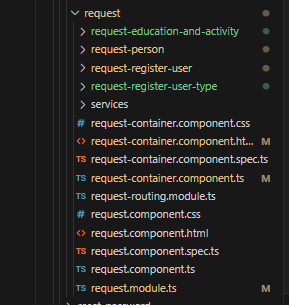 request
request-education-and-activity
request-person
request-register-user
request-register-user-type
services
# request-container.component.css
<> request-container.component.ht... M
TS request-container.component.spec.ts
TS request-container.component.ts M
TS request-routing.module.ts
# request.component.css
<> request.component.html
TS request.component.spec.ts
TS request.component.ts
TS request.module.ts M